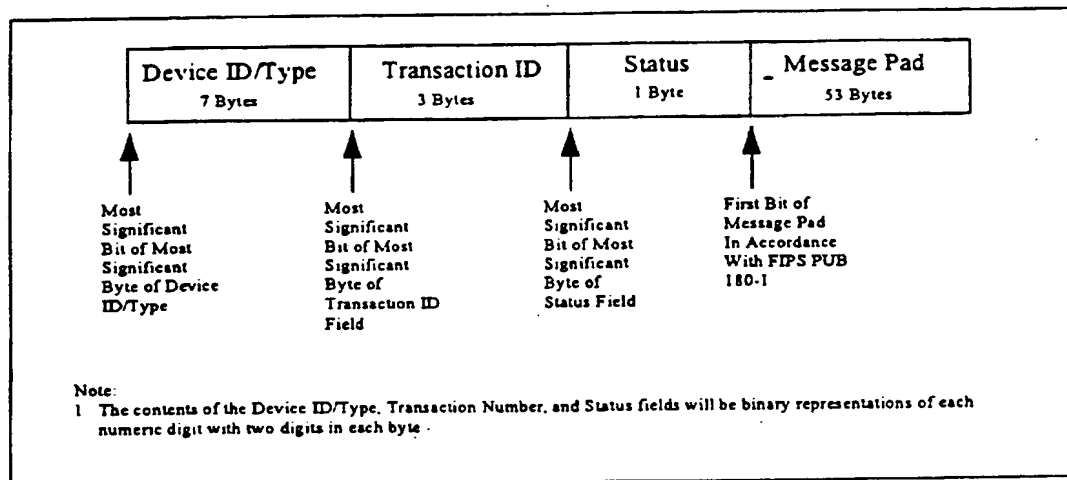 Device ID/Type
7 Bytes
Transaction ID
3 Bytes
Status
1 Byte
Message Pad
53 Bytes
Most
Significant
Bit of Most
Significant
Byte of Device
ID/Type
Most
Significant
Bit of Most
Significant
Byte of
Transaction ID
Field
Most
Significant
Bit of Most
Significant
Byte of
Status Field
First Bit of
Message Pad
In Accordance
With FIPS PUB
180-1
Note:
1 The contents of the Device ID/Type, Transaction Number, and Status fields will be binary representations of each
numeric digit with two digits in each byte